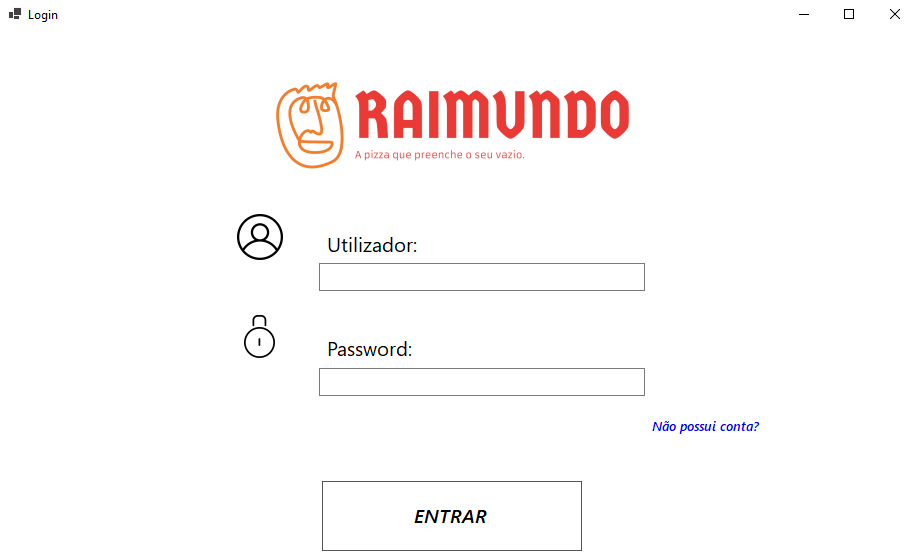 Login
RAIMUNDO
A pizza que preenche o seu vazio.
Utilizador:
Password:
Não possui conta?
ENTRAR